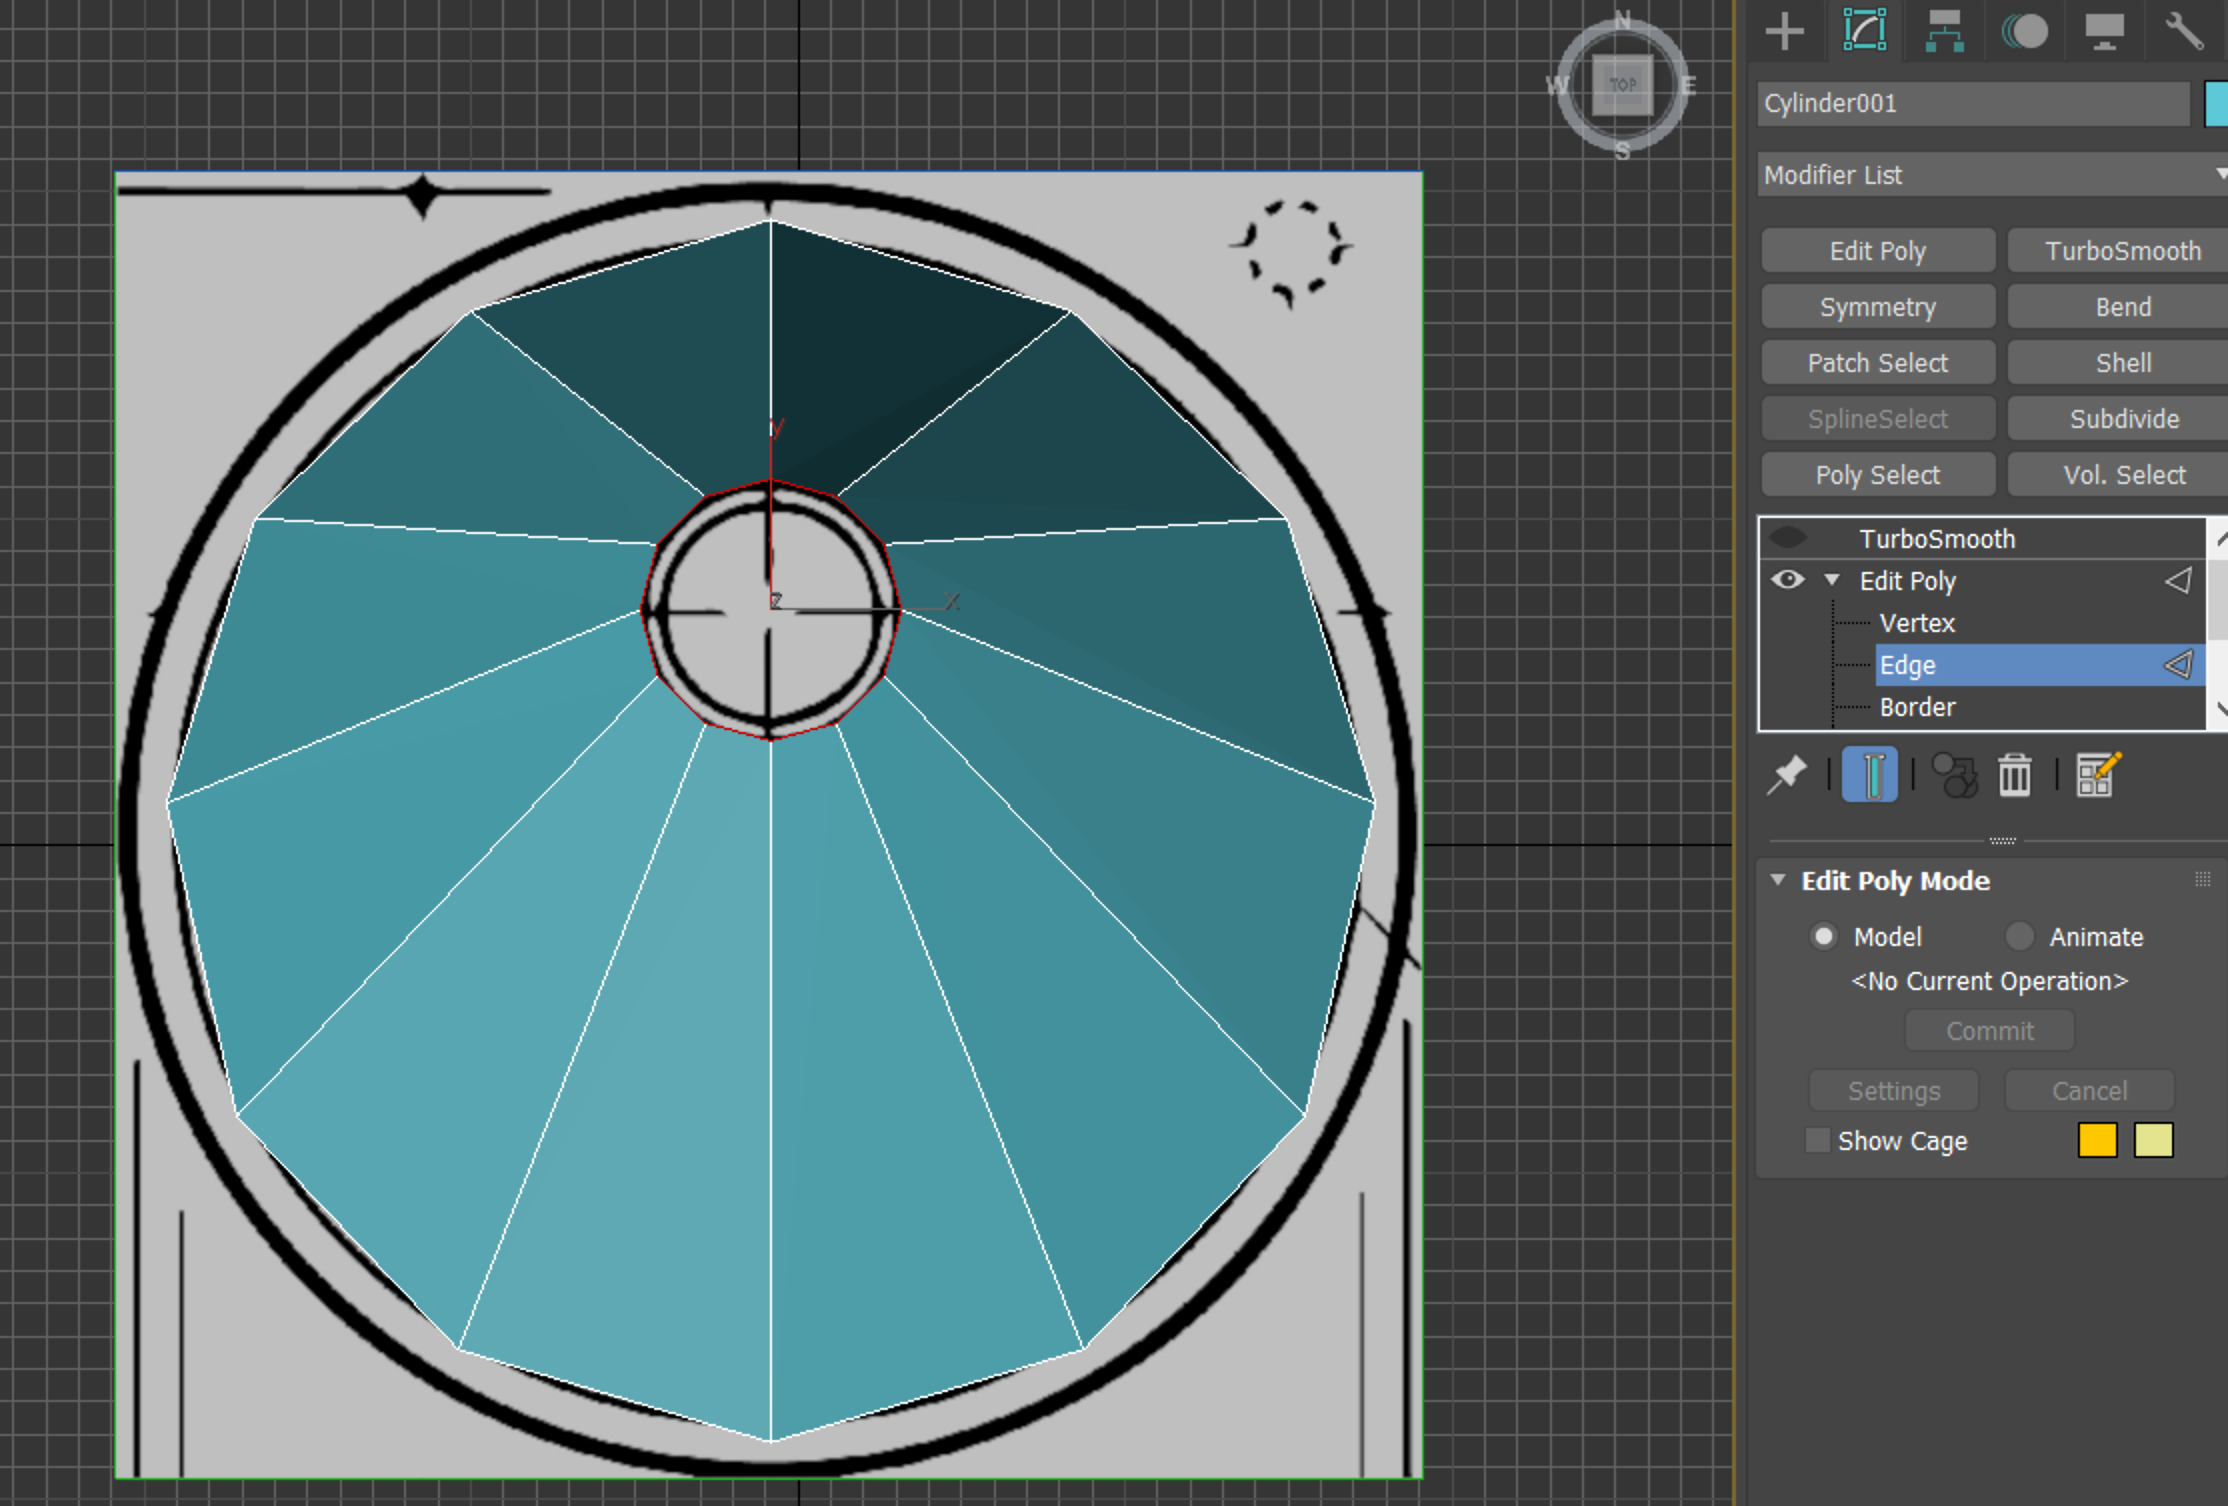 N
W TOP E
S
y
z x
Cylinder001
Modifier List
Edit Poly TurboSmooth
Symmetry Bend
Patch Select Shell
SplineSelect Subdivide
Poly Select Vol. Select
TurboSmooth
Edit Poly
Vertex
Edge
Border
Edit Poly Mode
Model Animate
<No Current Operation>
Commit
Settings Cancel
Show Cage